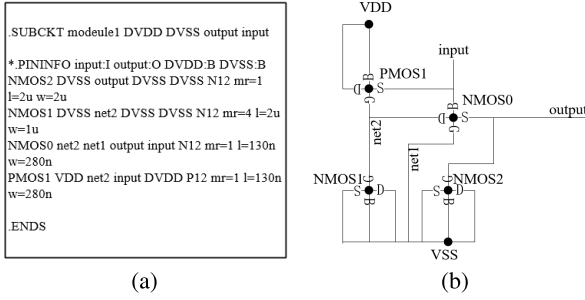 .SUBCKT modeule1 DVDD DVSS output input
*.PININFO input:I output:O DVDD:B DVSS:B
NMOS2 DVSS output DVSS DVSS N12 mr=1
l=2u w=2u
NMOS1 DVSS net2 DVSS DVSS N12 mr=4 l=2u
w=1u
NMOS0 net2 net1 output input N12 mr=1 l=130n
w=280n
PMOS1 VDD net2 input DVDD P12 mr=1 l=130n
w=280n
.ENDS
(a)
VDD
input
B
PMOS1
D
S
G
NMOS0
B
D
S
G
output
net2
net1
NMOS1
G
S
D
B
NMOS2
G
S
D
B
VSS
(b)